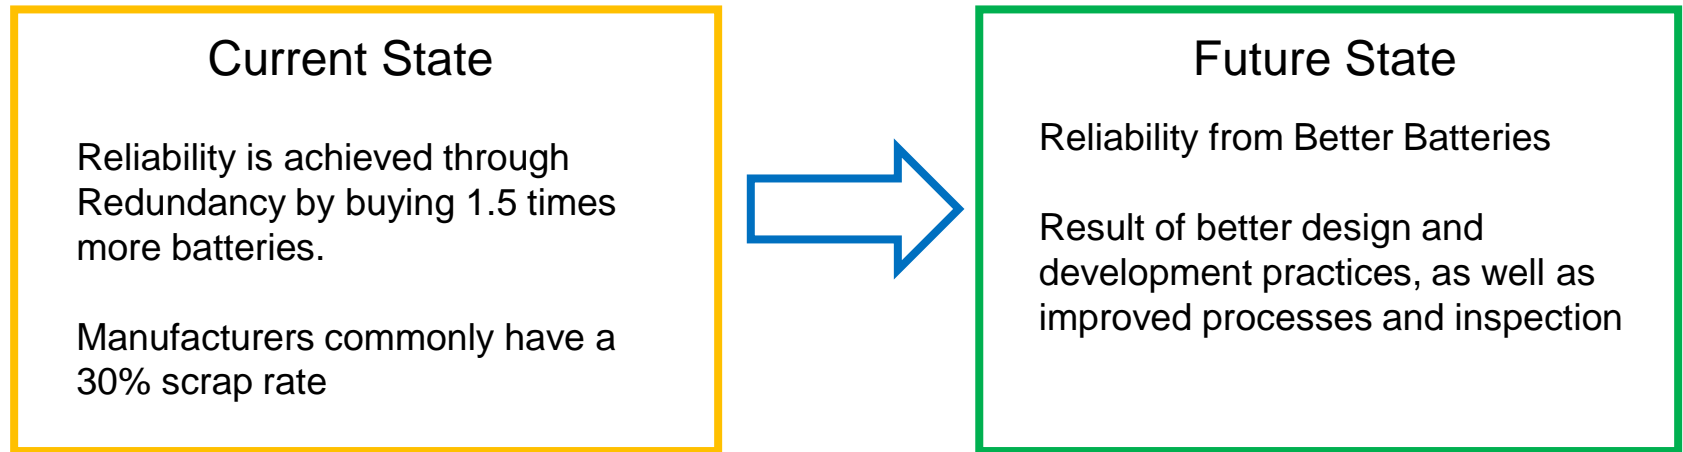 Current State
Reliability is achieved through
Redundancy by buying 1.5 times
more batteries.
Manufacturers commonly have a
30% scrap rate
Future State
Reliability from Better Batteries
Result of better design and
development practices, as well as
improved processes and inspection